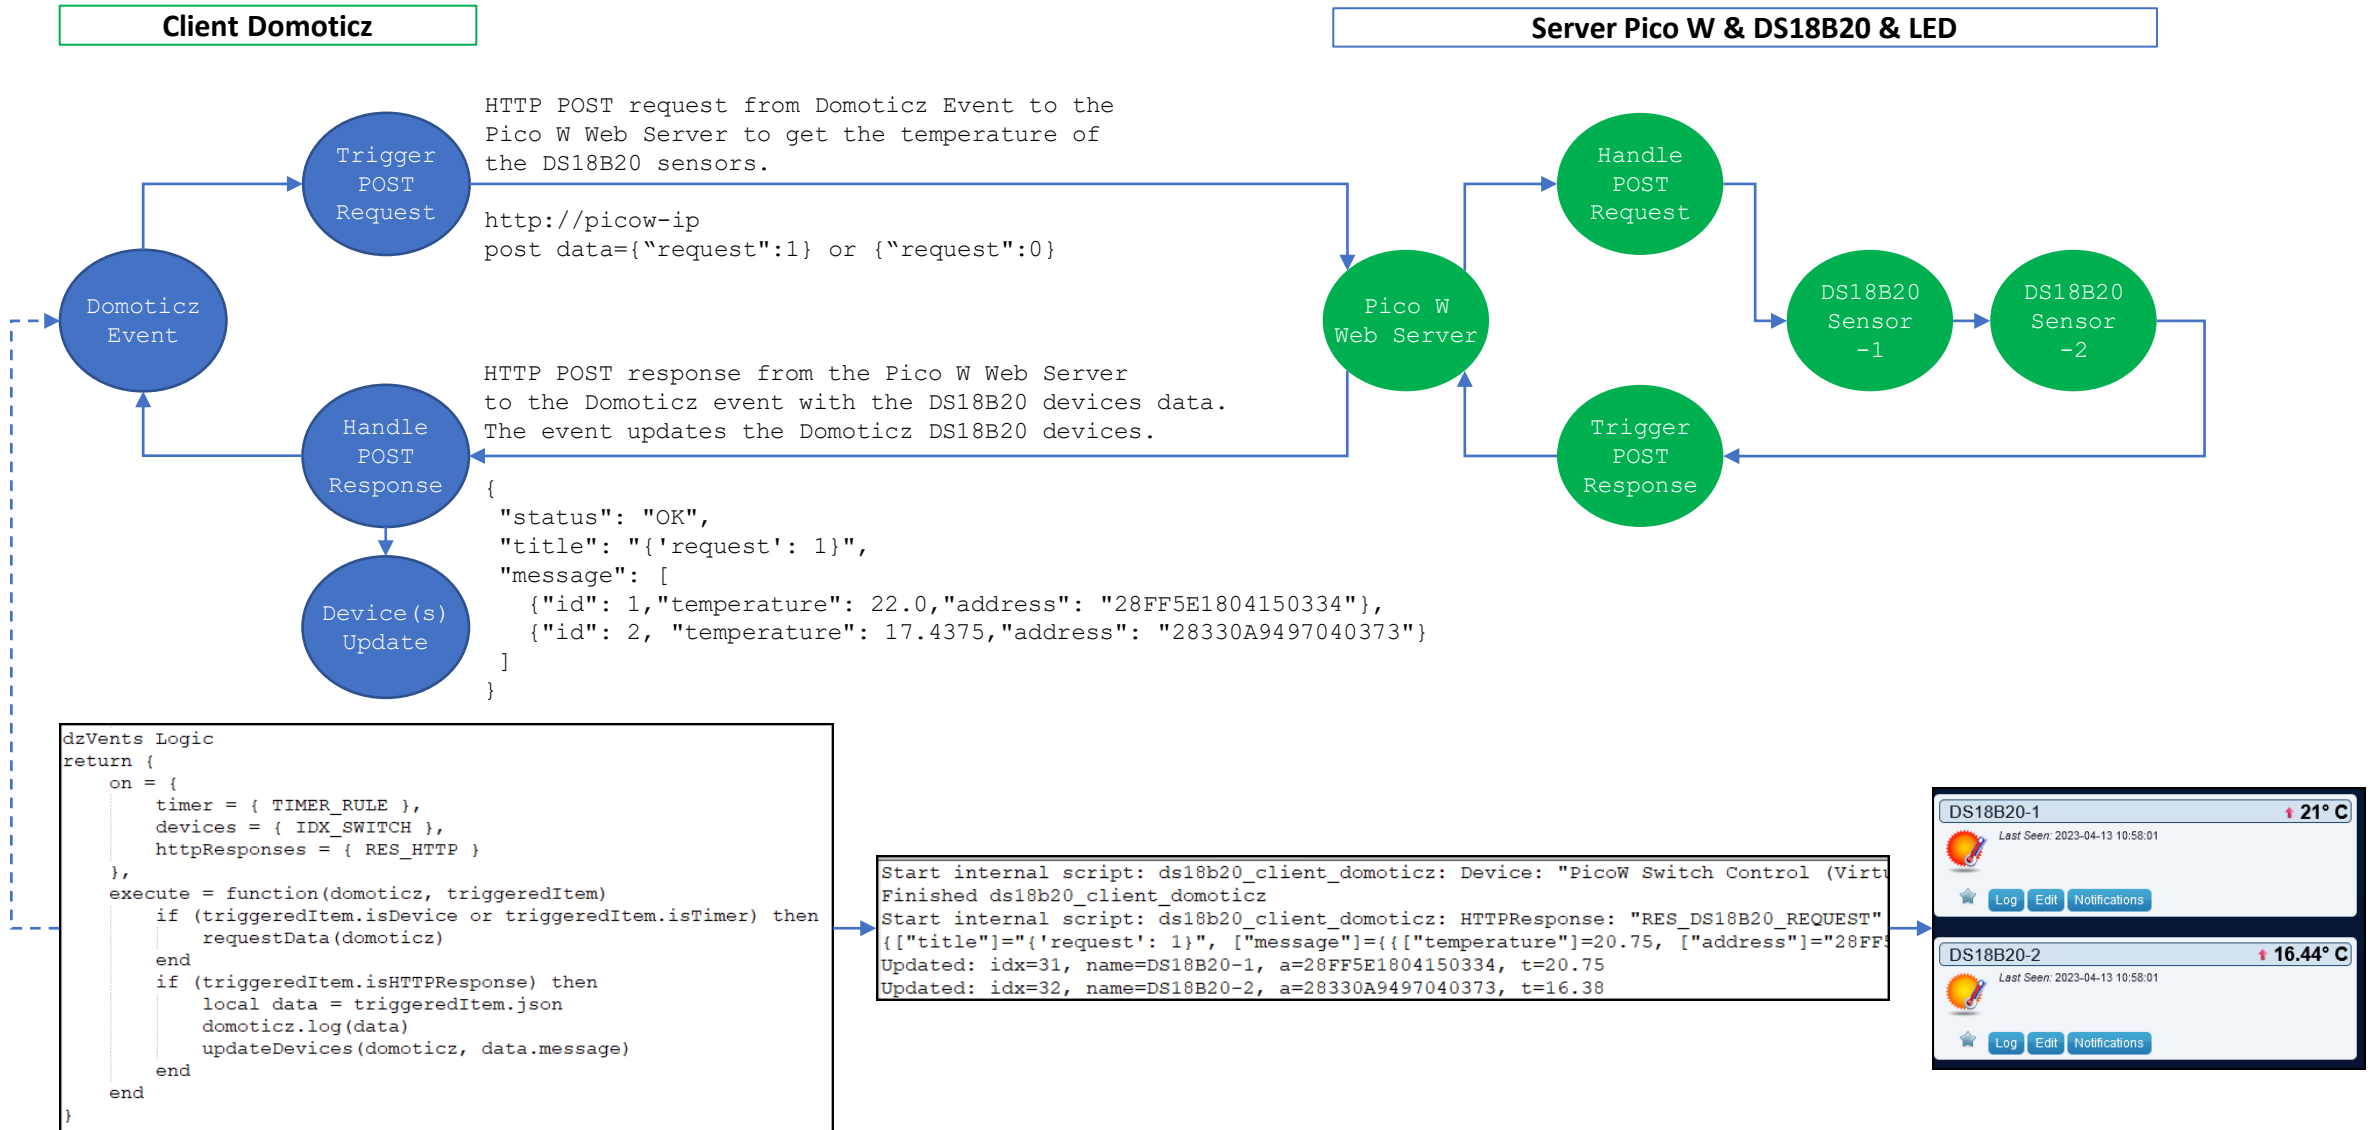 Client Domoticz
Server Pico W & DS18B20 & LED
HTTP POST request from Domoticz Event to the
Pico W Web Server to get the temperature of
the DS18B20 sensors.
Trigger
POST
Request
http://picow-ip
post data={“request":1} or {“request":0}
Handle
POST
Request
Domoticz
Event
Pico W
Web Server
DS18B20
Sensor
-1
DS18B20
Sensor
-2
HTTP POST response from the Pico W Web Server
to the Domoticz event with the DS18B20 devices data.
The event updates the Domoticz DS18B20 devices.
Handle
POST
Response
Trigger
POST
Response
{
"status": "OK",
"title": "{'request': 1}",
"message": [
{"id": 1,"temperature": 22.0,"address": "28FF5E1804150334"},
{"id": 2, "temperature": 17.4375,"address": "28330A9497040373"}
]
}
Device(s)
Update
dzVents Logic
return {
on = {
timer = { TIMER_RULE },
devices = { IDX_SWITCH },
httpResponses = { RES_HTTP }
},
execute = function(domoticz, triggeredItem)
if (triggeredItem.isDevice or triggeredItem.isTimer) then
requestData(domoticz)
end
if (triggeredItem.isHTTPResponse) then
local data = triggeredItem.json
domoticz.log(data)
updateDevices(domoticz, data.message)
end
end
}
Start internal script: ds18b20_client_domoticz: Device: "PicoW Switch Control (Virtu
Finished ds18b20_client_domoticz
Start internal script: ds18b20_client_domoticz: HTTPResponse: "RES_DS18B20_REQUEST"
{["title"]="{'request': 1}", ["message"]={{["temperature"]=20.75, ["address"]="28FF5
Updated: idx=31, name=DS18B20-1, a=28FF5E1804150334, t=20.75
Updated: idx=32, name=DS18B20-2, a=28330A9497040373, t=16.38
DS18B20-1 21° C
Last Seen: 2023-04-13 10:58:01
Log Edit Notifications
DS18B20-2 16.44° C
Last Seen: 2023-04-13 10:58:01
Log Edit Notifications